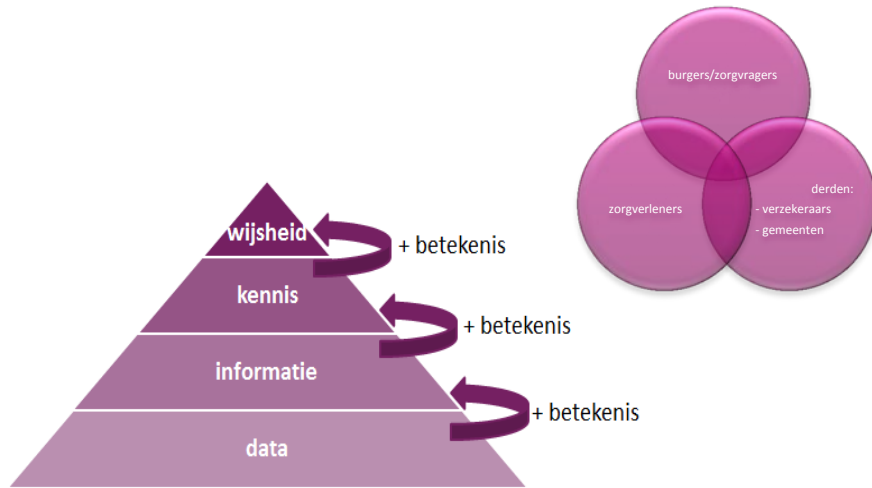 burgers/zorgvragers
zorgverleners
derden:
- verzekeraars
- gemeenten
wijsheid
+ betekenis
kennis
+ betekenis
informatie
+ betekenis
data